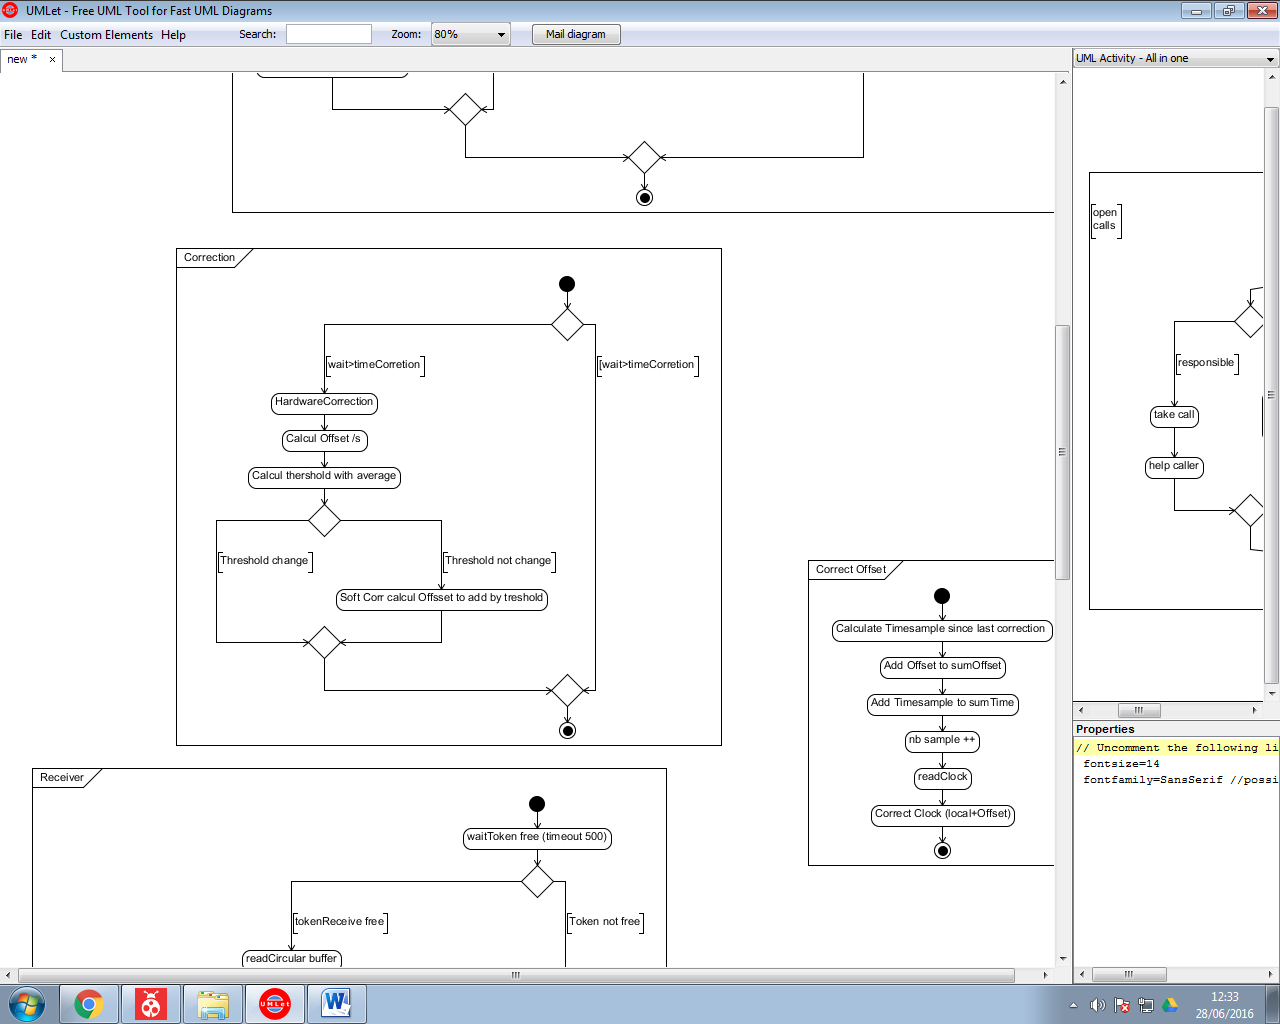 UMLet - Free UML Tool for Fast UML Diagrams
File Edit Custom Elements Help Search: Zoom: 80% Mail diagram
new *
UML Activity - All in one
Correction
[wait>timeCorretion]
[[wait>timeCorretion]
HardwareCorrection
Calcul Offset /s
Calcul thershold with average
[Threshold change]
[Threshold not change]
Soft Corr calcul Offsset to add by treshold
Correct Offset
Calculate Timesample since last correction
Add Offset to sumOffset
Add Timesample to sumTime
nb sample ++
readClock
Correct Clock (local+Offset)
Receiver
waitToken free (timeout 500)
[tokenReceive free]
[Token not free]
readCircular buffer
[open
calls]
[responsible]
take call
help caller
Properties
// Uncomment the following li
fontsize=14
fontfamily=SansSerif //possi
UMLet
12:33
28/06/2016